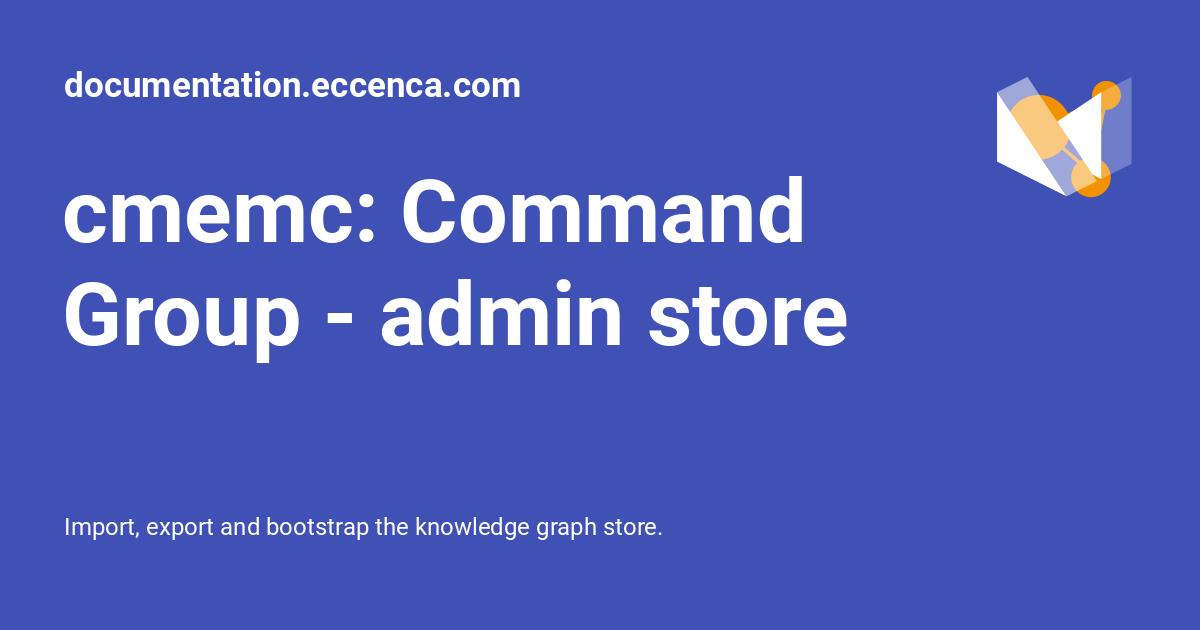 documentation.eccenca.com
cmemc: Command
Group - admin store
Import, export and bootstrap the knowledge graph store.